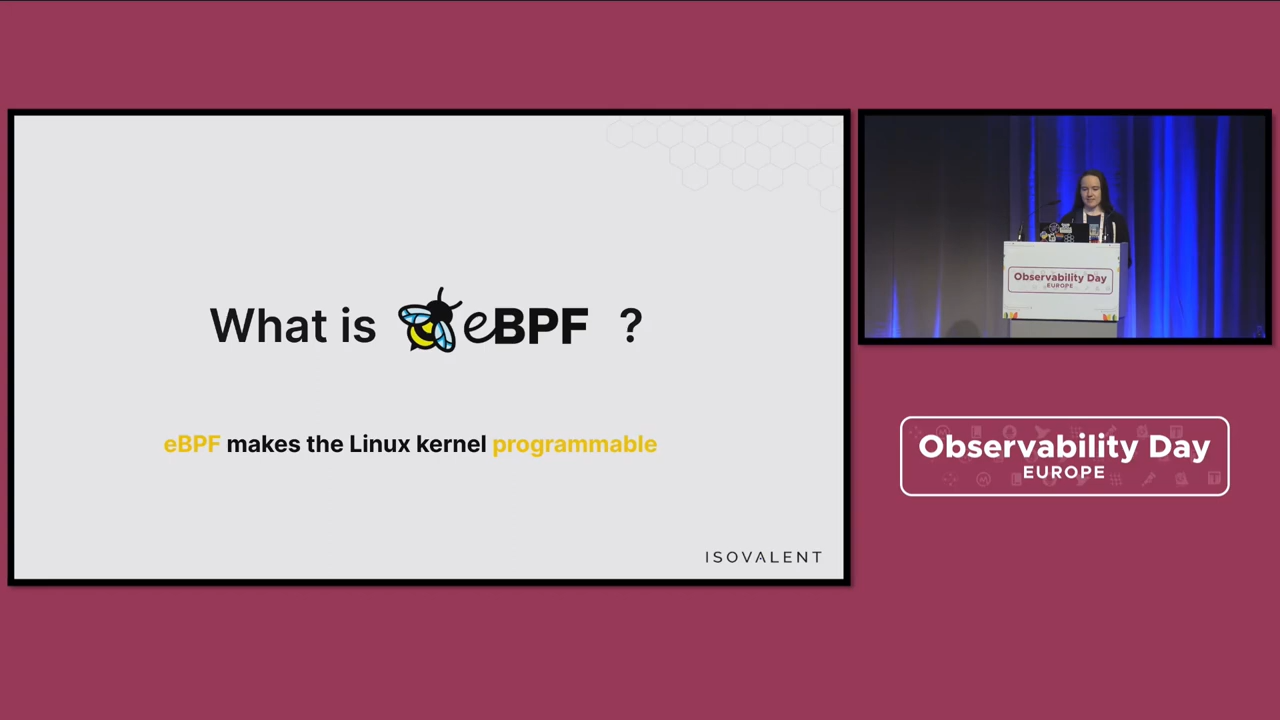 What is eBPF ?
eBPF makes the Linux kernel programmable
ISOVALENT
Observability Day
EUROPE
Observability Day
EUROPE